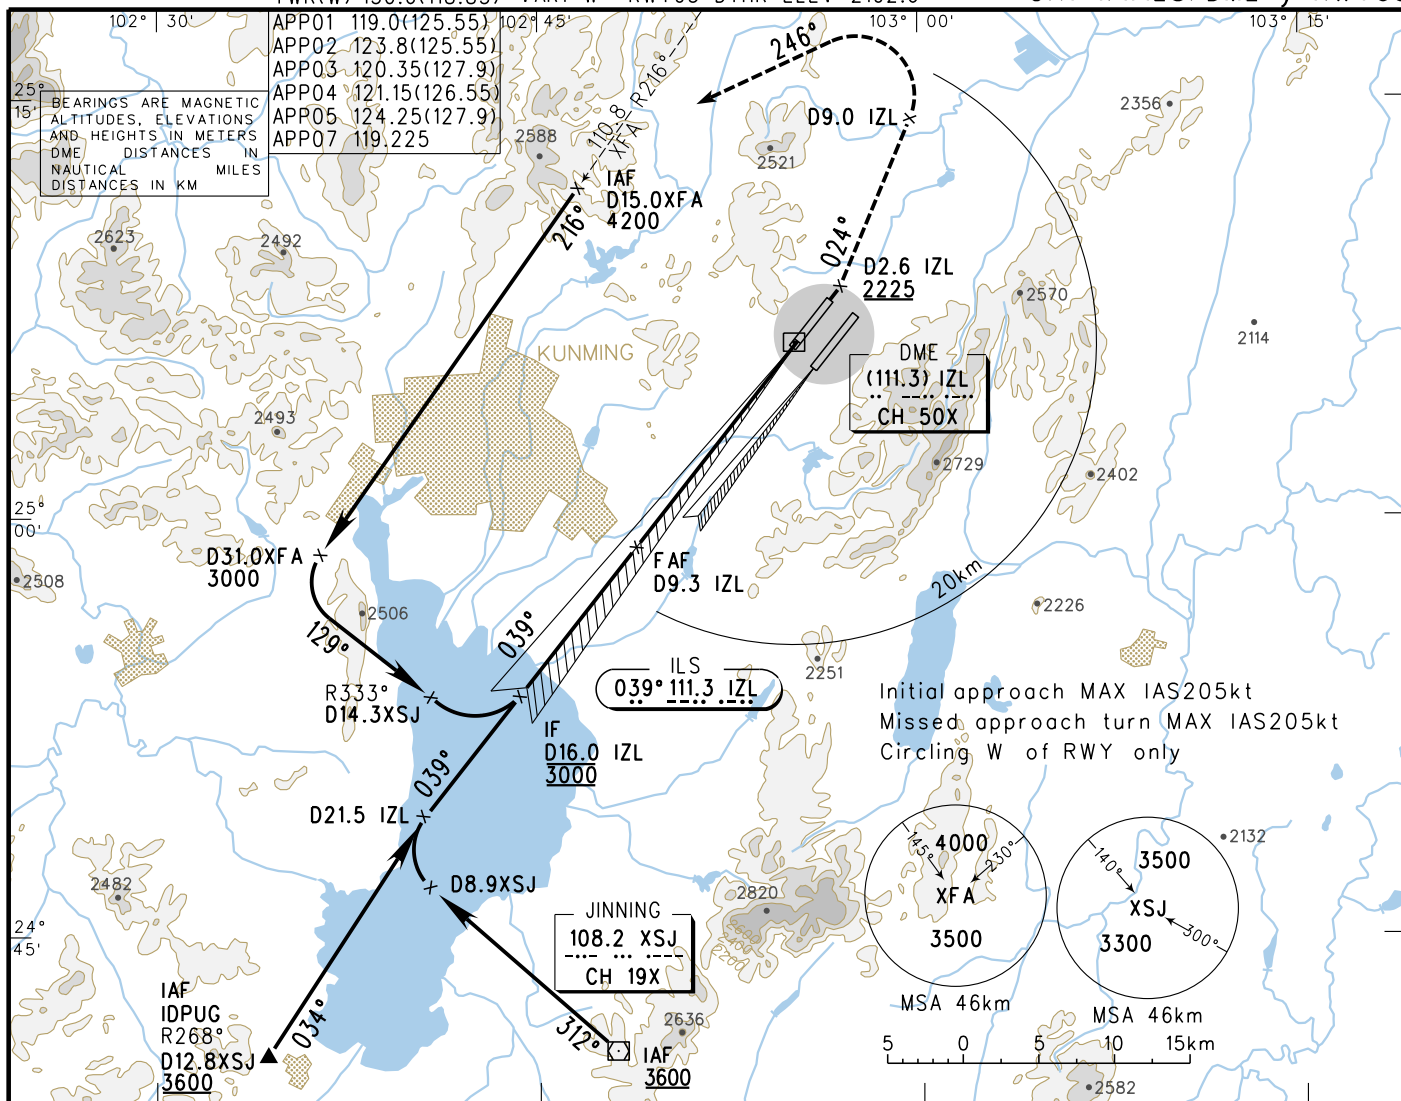 102° 30'
102° 45'
103° 00'
103° 15'
APP01 119.0(125.55)
APP02 123.8(125.55)
APP03 120.35(127.9)
APP04 121.15(126.55)
APP05 124.25(127.9)
APP07 119.225
BEARINGS ARE MAGNETIC
ALTITUDES, ELEVATIONS
AND HEIGHTS IN METERS
DME DISTANCES IN
NAUTICAL MILES
DISTANCES IN KM
25°
15'
110.8
XFA
R216°
246°
D9.0 IZL
2356
2588
2521
IAF
D15.0XFA
4200
216°
2623
2492
024°
D2.6 IZL
2225
2570
2114
KUNMING
DME
(111.3) IZL
CH 50X
2493
2729
2402
25°
00'
D31.0XFA
3000
FAF
D9.3 IZL
2508
20km
2226
2506
129°
039°
2251
ILS
039° 111.3 IZL
R333°
D14.3XSJ
IF
D16.0 IZL
3000
Initial approach MAX IAS205kt
Missed approach turn MAX IAS205kt
Circling W of RWY only
039°
D21.5 IZL
2132
145°
4000
230°
XFA
3500
MSA 46km
140°
3500
XSJ
3300
300°
MSA 46km
2482
D8.9XSJ
2820
2600
2400
2200
24°
45'
JINNING
108.2 XSJ
CH 19X
IAF
IDPUG
R268°
D12.8XSJ
3600
034°
312°
2636
IAF
3600
5 0 5 10 15km
2582